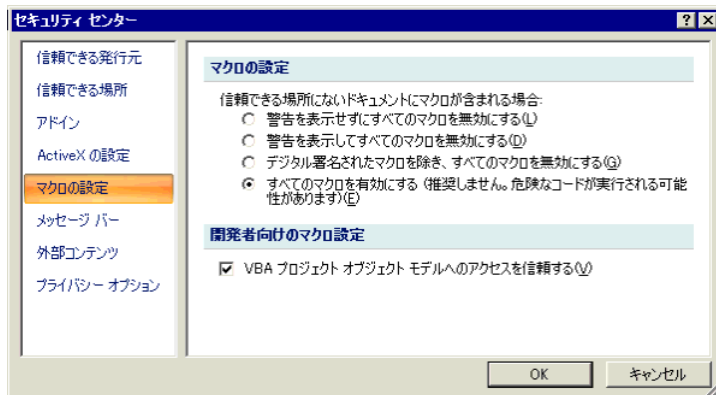 セキュリティ センター
信頼できる発行元
信頼できる場所
アドイン
ActiveX の設定
マクロの設定
メッセージ バー
外部コンテンツ
プライバシー オプション
マクロの設定
信頼できる場所にないドキュメントにマクロが含まれる場合:
警告を表示せずにすべてのマクロを無効にする(L)
警告を表示してすべてのマクロを無効にする(D)
デジタル署名されたマクロを除き、すべてのマクロを無効にする(G)
すべてのマクロを有効にする (推奨しません。危険なコードが実行される可能
性があります)(E)
開発者向けのマクロ設定
VBA プロジェクト オブジェクト モデルへのアクセスを信頼する(V)
OK
キャンセル